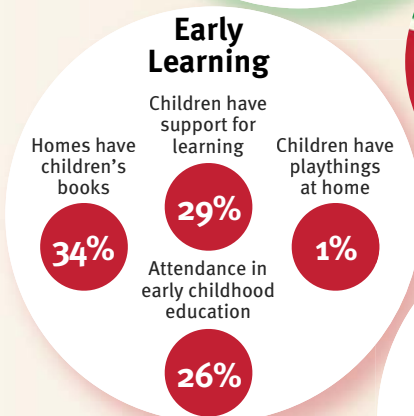 Early
Learning
Children have
support for
learning
29%
Homes have
children's
books
34%
Children have
playthings
at home
1%
Attendance in
early childhood
education
26%